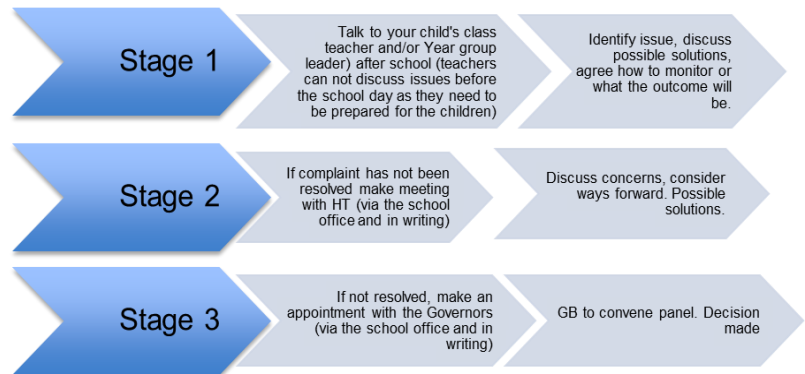 Stage 1
Talk to your child's class
teacher and/or Year group
leader) after school (teachers
can not discuss issues before
the school day as they need to
be prepared for the children)
Identify issue, discuss
possible solutions,
agree how to monitor or
what the outcome will
be.
Stage 2
If complaint has not been
resolved make meeting
with HT (via the school
office and in writing)
Discuss concerns, consider
ways forward. Possible
solutions.
Stage 3
If not resolved, make an
appointment with the Governors
(via the school office and in
writing)
GB to convene panel. Decision
made